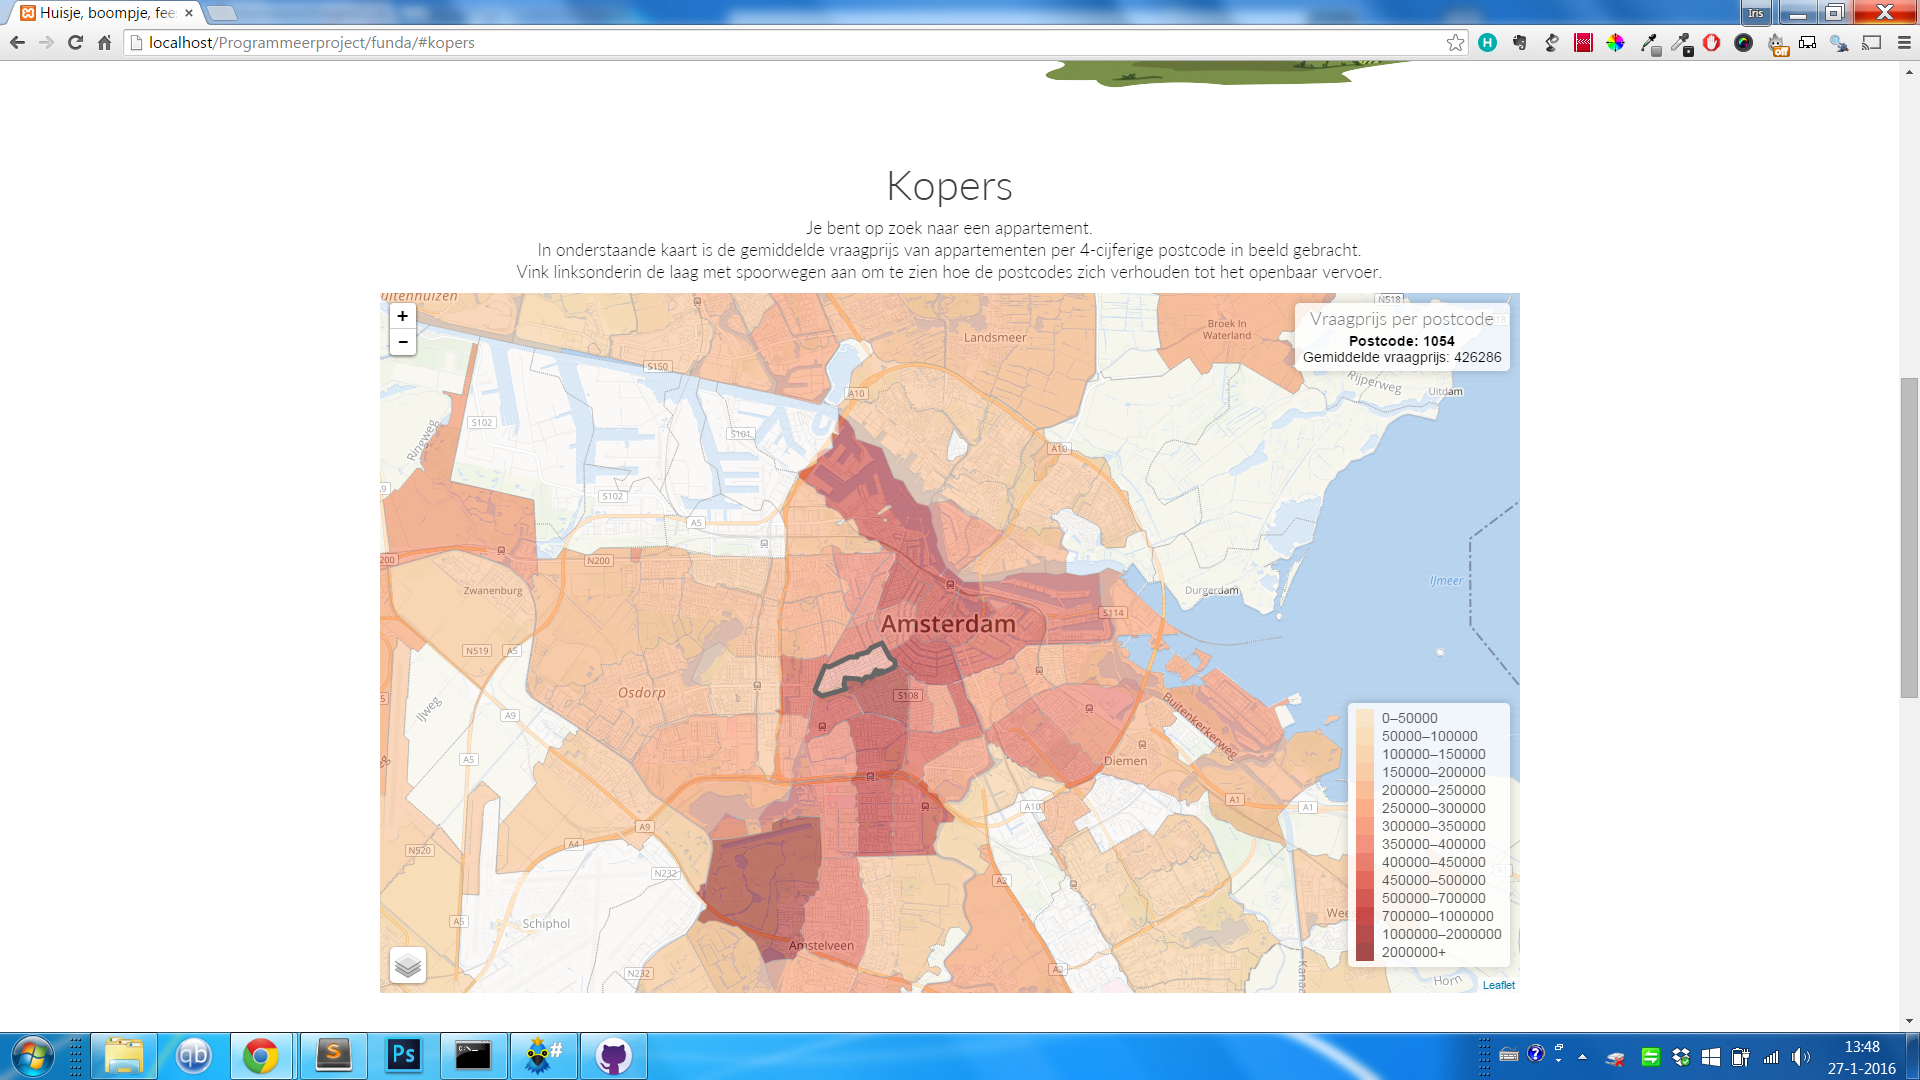 Huisje, boompje, fee
Iris
localhost/Programmeerproject/funda/#kopers
Kopers
Je bent op zoek naar een appartement.
In onderstaande kaart is de gemiddelde vraagprijs van appartementen per 4-cijferige postcode in beeld gebracht.
Vink linksonderin de laag met spoorwegen aan om te zien hoe de postcodes zich verhouden tot het openbaar vervoer.
+
−
Vraagprijs per postcode
Postcode: 1054
Gemiddelde vraagprijs: 426286
N518
Landsmeer
Broek In
Waterland
S150
A10
Rijperweg
Uitdam
S102
Ringweg
S101
A10
S102
A5
N200
N200
Zwanenburg
IJmeer
Durgerdam
S114
Amsterdam
N519
A5
Osdorp
S108
IJweg
A9
Buitenkerkerweg
A5
Diemen
A1
A1
A10
A9
A4
N520
N232
A2
Schiphol
A5
Amstelveen
N232
A2
Horn
0–50000
50000–100000
100000–150000
150000–200000
200000–250000
250000–300000
300000–350000
350000–400000
400000–450000
450000–500000
500000–700000
700000–1000000
1000000–2000000
2000000+
Leaflet
13:48
27-1-2016